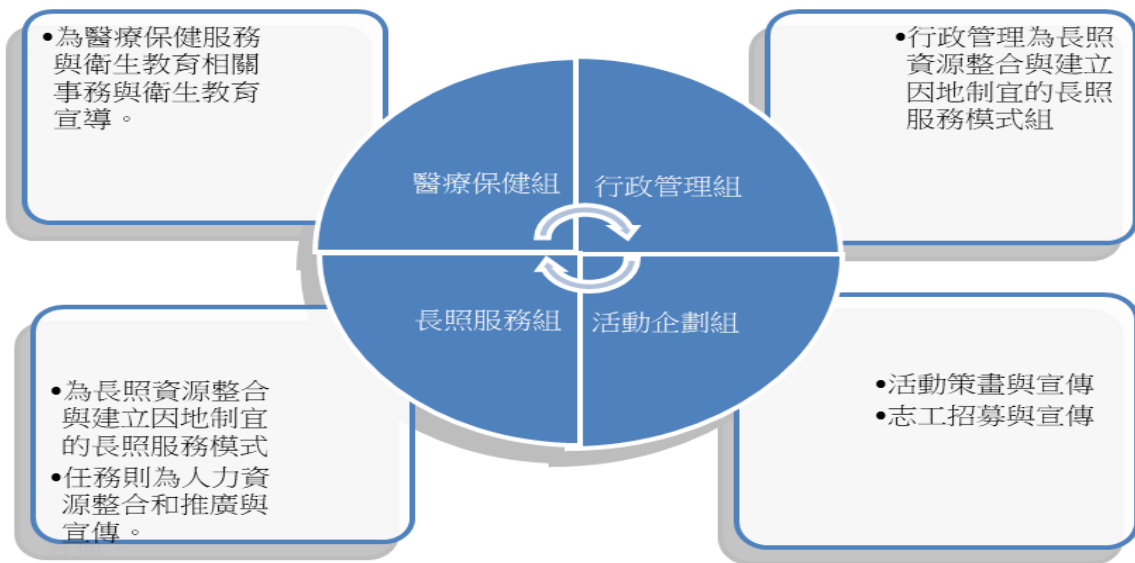 •為醫療保健服務
與衛生教育相關
事務與衛生教育
宣導。
•行政管理為長照
資源整合與建立
因地制宜的長照
服務模式組
醫療保健組
行政管理組
長照服務組
活動企劃組
•為長照資源整合
與建立因地制宜
的長照服務模式
•任務則為人力資
源整合和推廣與
宣傳。
•活動策畫與宣傳
•志工招募與宣傳